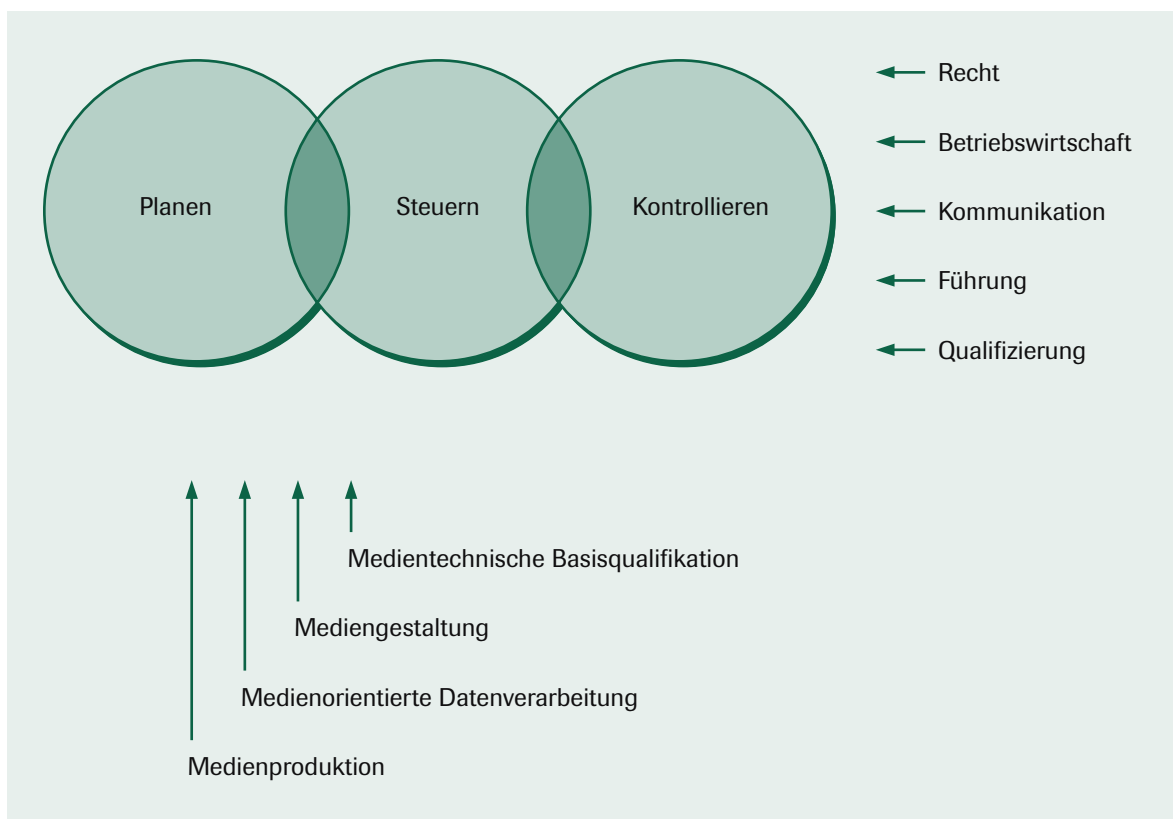 Planen
Steuern
Kontrollieren
Recht
Betriebswirtschaft
Kommunikation
Führung
Qualifizierung
Medientechnische Basisqualifikation
Mediengestaltung
Medienorientierte Datenverarbeitung
Medienproduktion